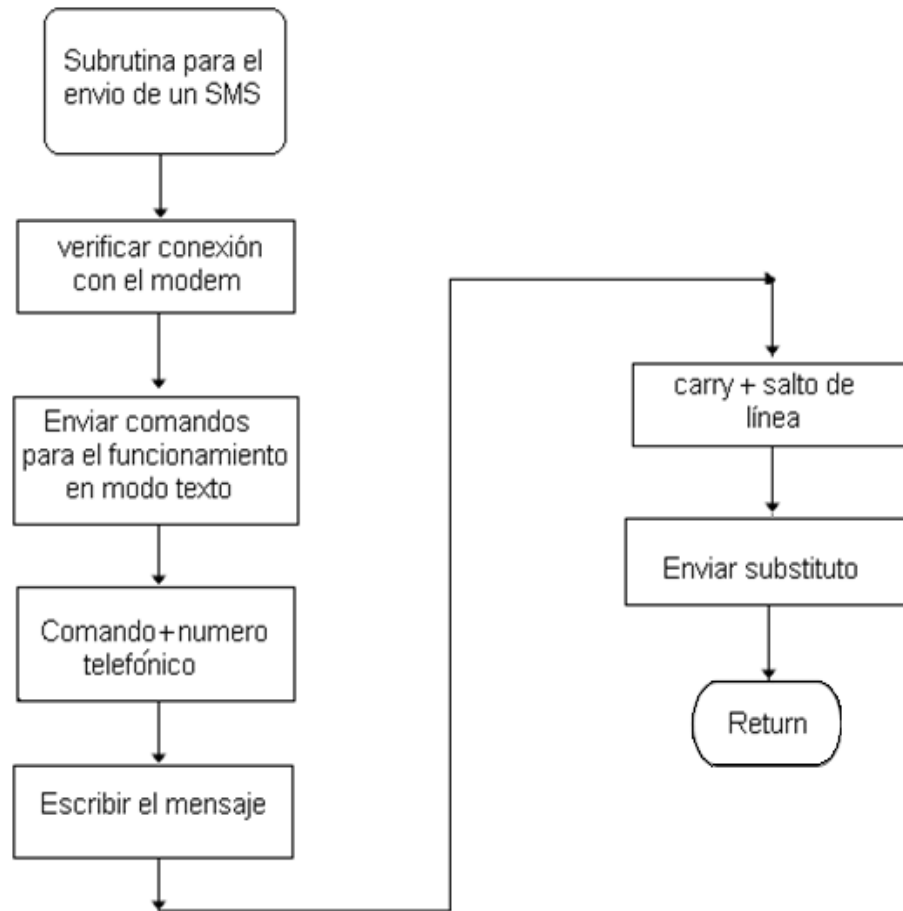 Subrutina para el
envio de un SMS
verificar conexión
con el modem
Enviar comandos
para el funcionamiento
en modo texto
Comando+numero
telefónico
Escribir el mensaje
carry + salto de
línea
Enviar substituto
Return